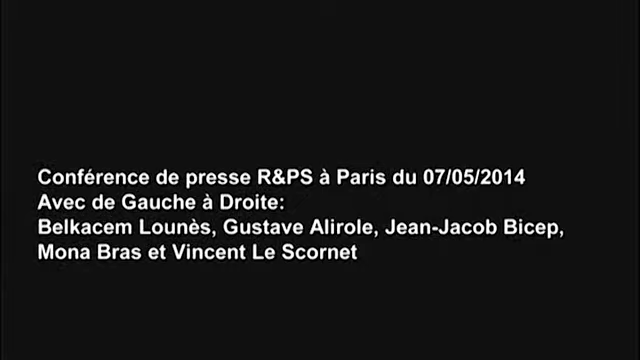 Conférence de presse R&PS à Paris du 07/05/2014
Avec de Gauche à Droite:
Belkacem Lounès, Gustave Alirole, Jean-Jacob Bicep,
Mona Bras et Vincent Le Scornet